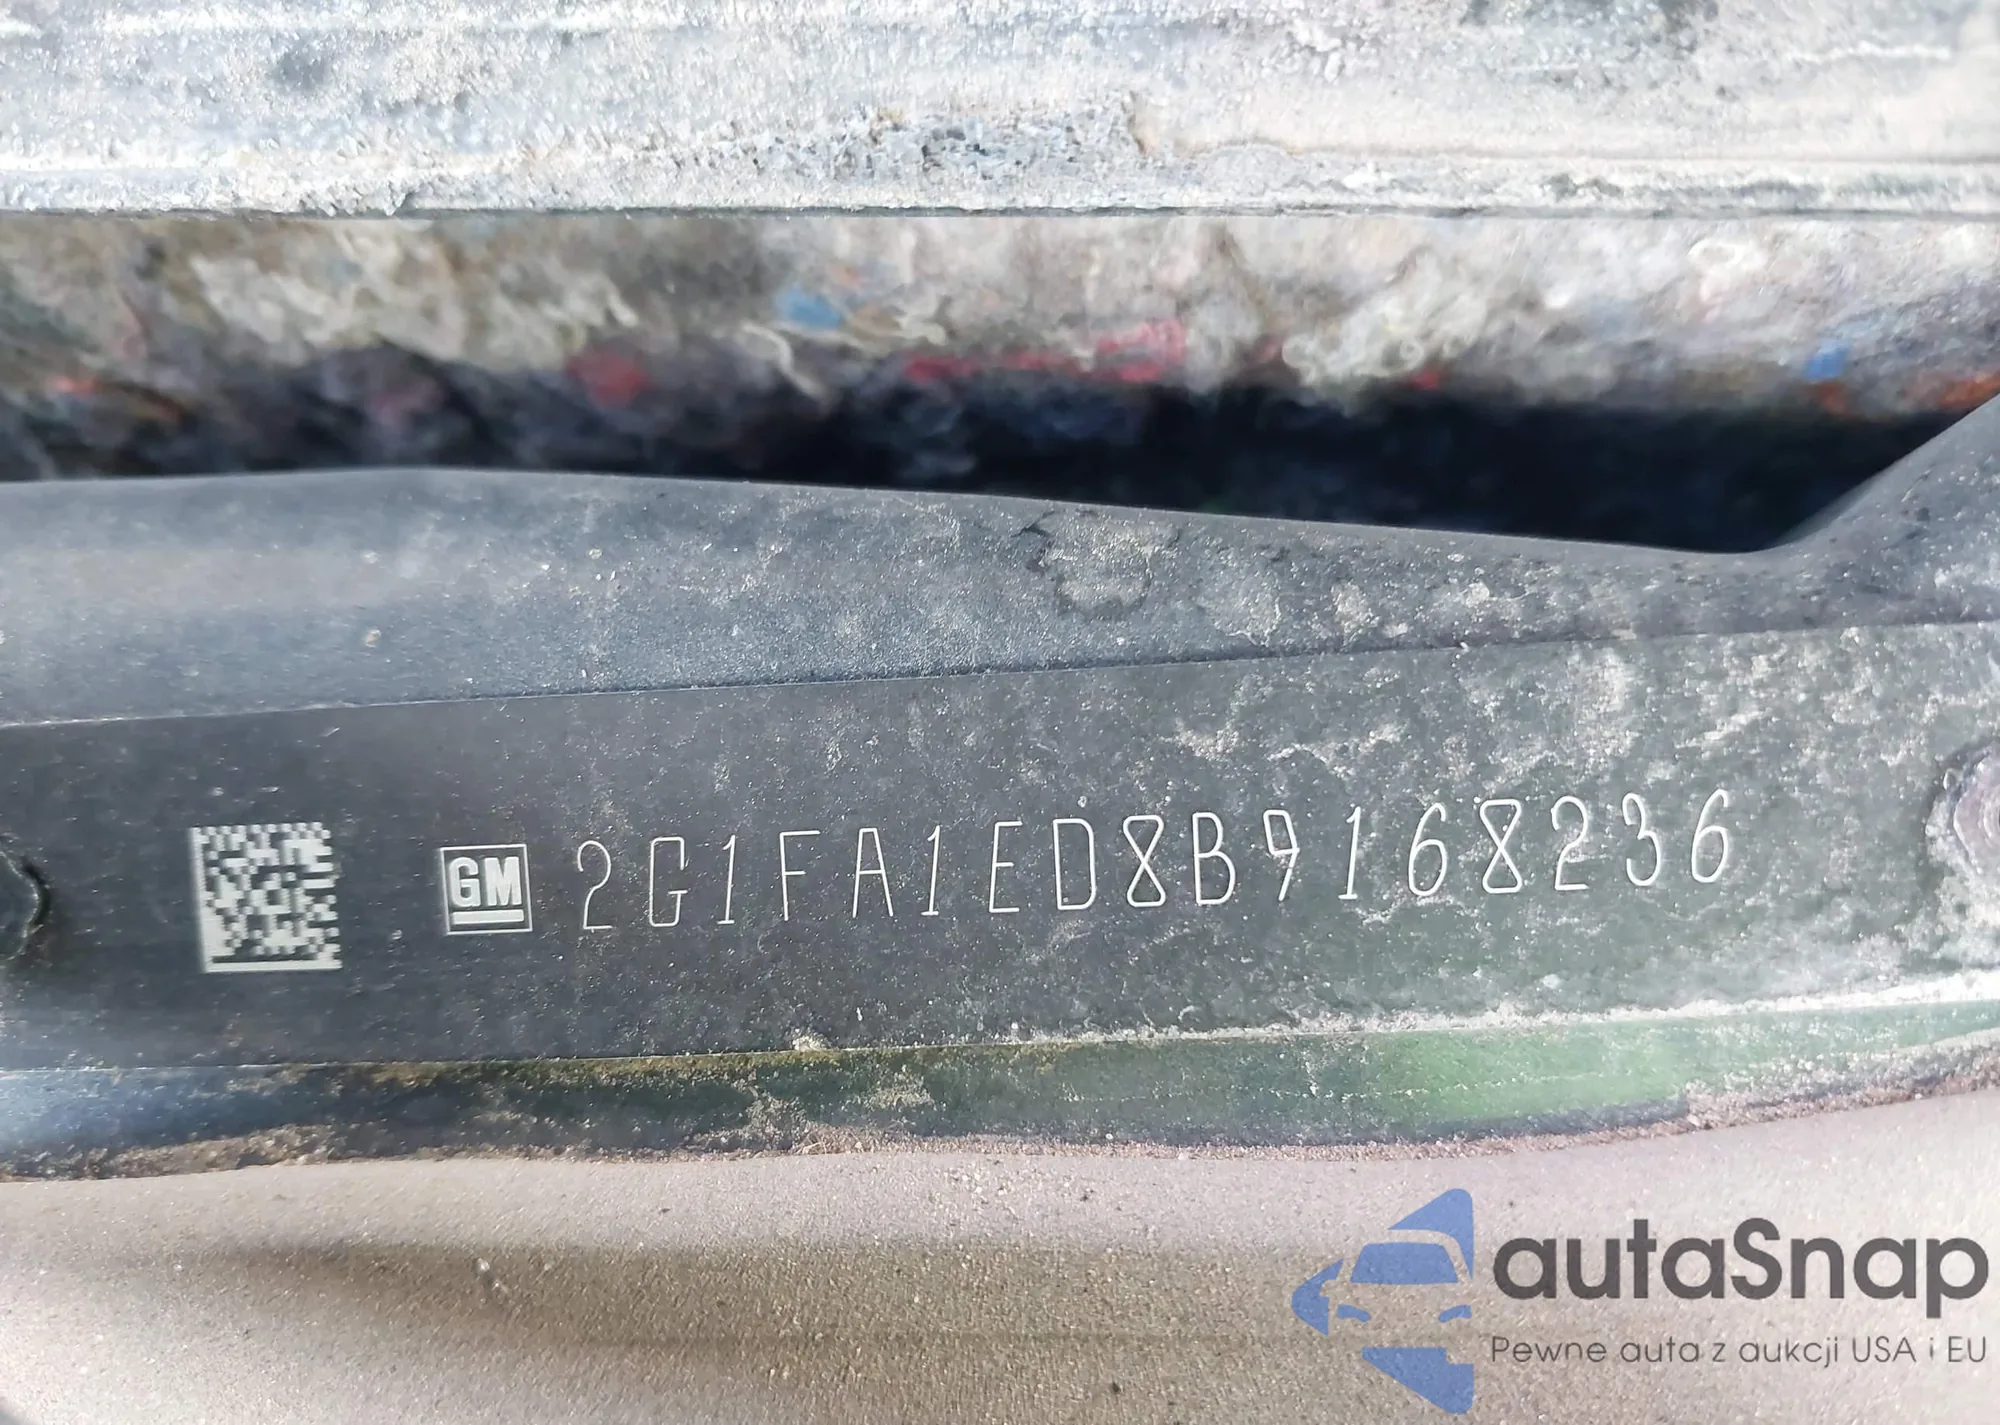 GM 2G1FA1ED8B9168236
autaSnap
Pewne auta z aukcji USA i EU